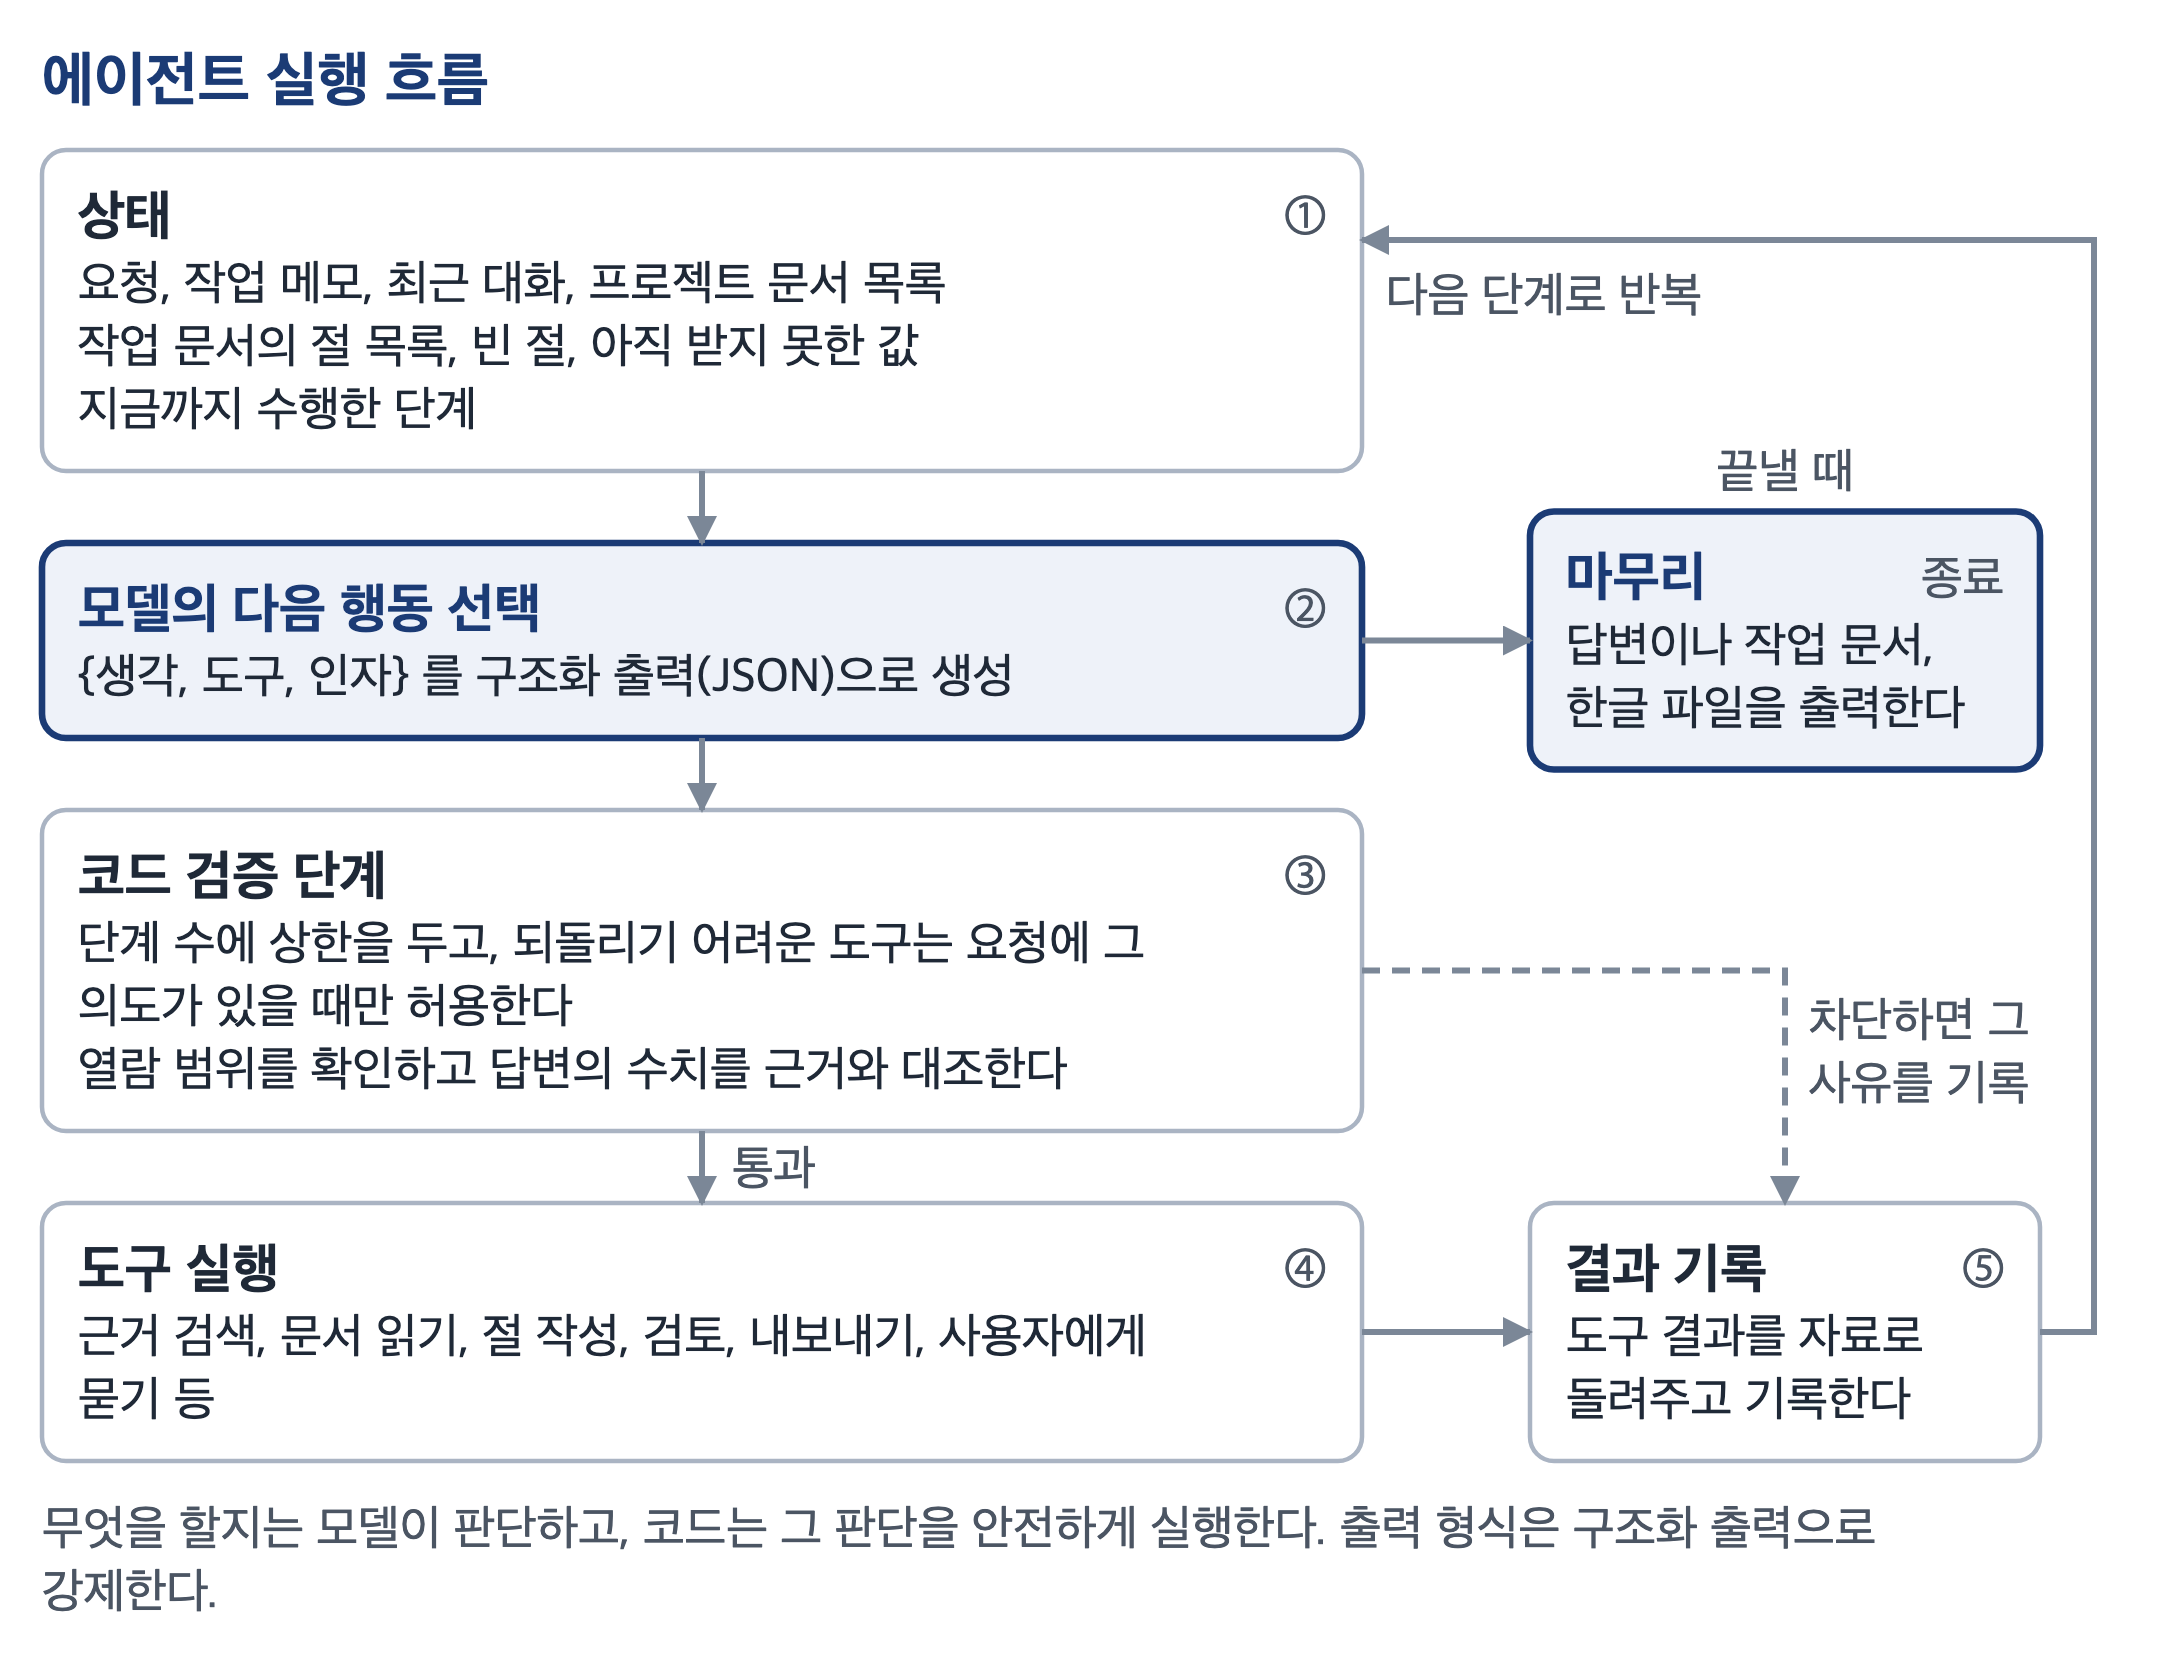 에이전트 실행 흐름
상태 ①
요청, 작업 메모, 최근 대화, 프로젝트 문서 목록
작업 문서의 절 목록, 빈 절, 아직 받지 못한 값
지금까지 수행한 단계
다음 단계로 반복
모델의 다음 행동 선택 ②
{생각, 도구, 인자} 를 구조화 출력(JSON)으로 생성
끝낼 때
마무리 종료
답변이나 작업 문서,
한글 파일을 출력한다
코드 검증 단계 ③
단계 수에 상한을 두고, 되돌리기 어려운 도구는 요청에 그
의도가 있을 때만 허용한다
열람 범위를 확인하고 답변의 수치를 근거와 대조한다
차단하면 그
사유를 기록
통과
도구 실행 ④
근거 검색, 문서 읽기, 절 작성, 검토, 내보내기, 사용자에게
묻기 등
결과 기록 ⑤
도구 결과를 자료로
돌려주고 기록한다
무엇을 할지는 모델이 판단하고, 코드는 그 판단을 안전하게 실행한다. 출력 형식은 구조화 출력으로
강제한다.